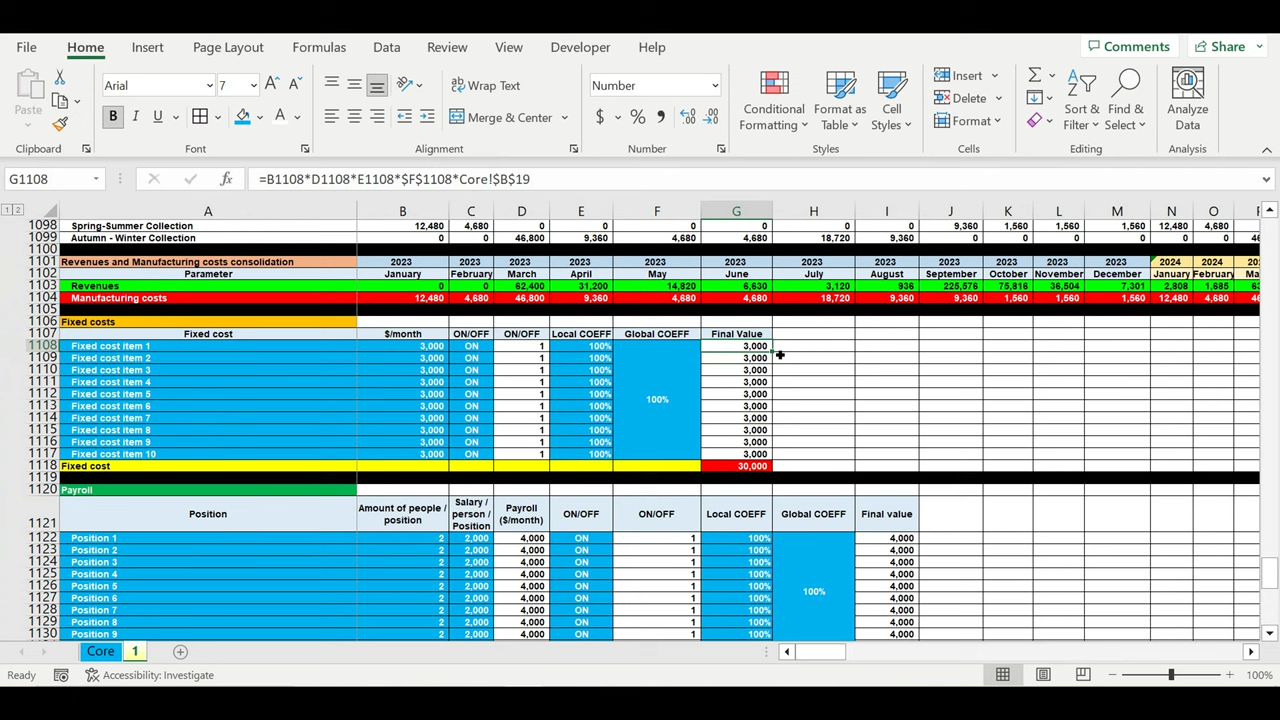 File Home Insert Page Layout Formulas Data Review View Developer Help Comments Share
Paste Arial 7 Wrap Text Number Conditional Formatting Format as Table Cell Styles Insert Sort & Filter Find & Select Analyze Data
B I U A Merge & Center $ % Delete Format
Clipboard Font Alignment Number Styles Cells Editing Analysis
G1108 fx =B1108*D1108*E1108*$F$1108*Core!$B$19
1 2 A B C D E F G H I J K L M N O
1098 Spring-Summer Collection 12,480 4,680 0 0 0 0 0 0 9,360 1,560 1,560 1,560 12,480 4,680
1099 Autumn - Winter Collection 0 0 46,800 9,360 4,680 4,680 18,720 9,360 0 0 0 0 0 0
1100
1101 Revenues and Manufacturing costs consolidation 2023 2023 2023 2023 2023 2023 2023 2023 2023 2023 2023 2023 2024 2024
1102 Parameter January February March April May June July August September October November December January February
1103 Revenues 0 0 62,400 31,200 14,820 6,630 3,120 936 225,576 75,816 36,504 7,301 2,808 1,685
1104 Manufacturing costs 12,480 4,680 46,800 9,360 4,680 4,680 18,720 9,360 9,360 1,560 1,560 1,560 12,480 4,680
1105
1106 Fixed costs
1107 Fixed cost $/month ON/OFF ON/OFF Local COEFF Global COEFF Final Value
1108 Fixed cost item 1 3,000 ON 1 100% 3,000
1109 Fixed cost item 2 3,000 ON 1 100% 3,000
1110 Fixed cost item 3 3,000 ON 1 100% 3,000
1111 Fixed cost item 4 3,000 ON 1 100% 3,000
1112 Fixed cost item 5 3,000 ON 1 100% 100% 3,000
1113 Fixed cost item 6 3,000 ON 1 100% 3,000
1114 Fixed cost item 7 3,000 ON 1 100% 3,000
1115 Fixed cost item 8 3,000 ON 1 100% 3,000
1116 Fixed cost item 9 3,000 ON 1 100% 3,000
1117 Fixed cost item 10 3,000 ON 1 100% 3,000
1118 Fixed cost 30,000
1119
1120 Payroll
1121 Position Amount of people / position Salary / person / Position Payroll ($/month) ON/OFF ON/OFF Local COEFF Global COEFF Final value
1122 Position 1 2 2,000 4,000 ON 1 100% 4,000
1123 Position 2 2 2,000 4,000 ON 1 100% 4,000
1124 Position 3 2 2,000 4,000 ON 1 100% 4,000
1125 Position 4 2 2,000 4,000 ON 1 100% 4,000
1126 Position 5 2 2,000 4,000 ON 1 100% 100% 4,000
1127 Position 6 2 2,000 4,000 ON 1 100% 4,000
1128 Position 7 2 2,000 4,000 ON 1 100% 4,000
1129 Position 8 2 2,000 4,000 ON 1 100% 4,000
1130 Position 9 2 2,000 4,000 ON 1 100% 4,000
Core 1
Ready Accessibility: Investigate 100%